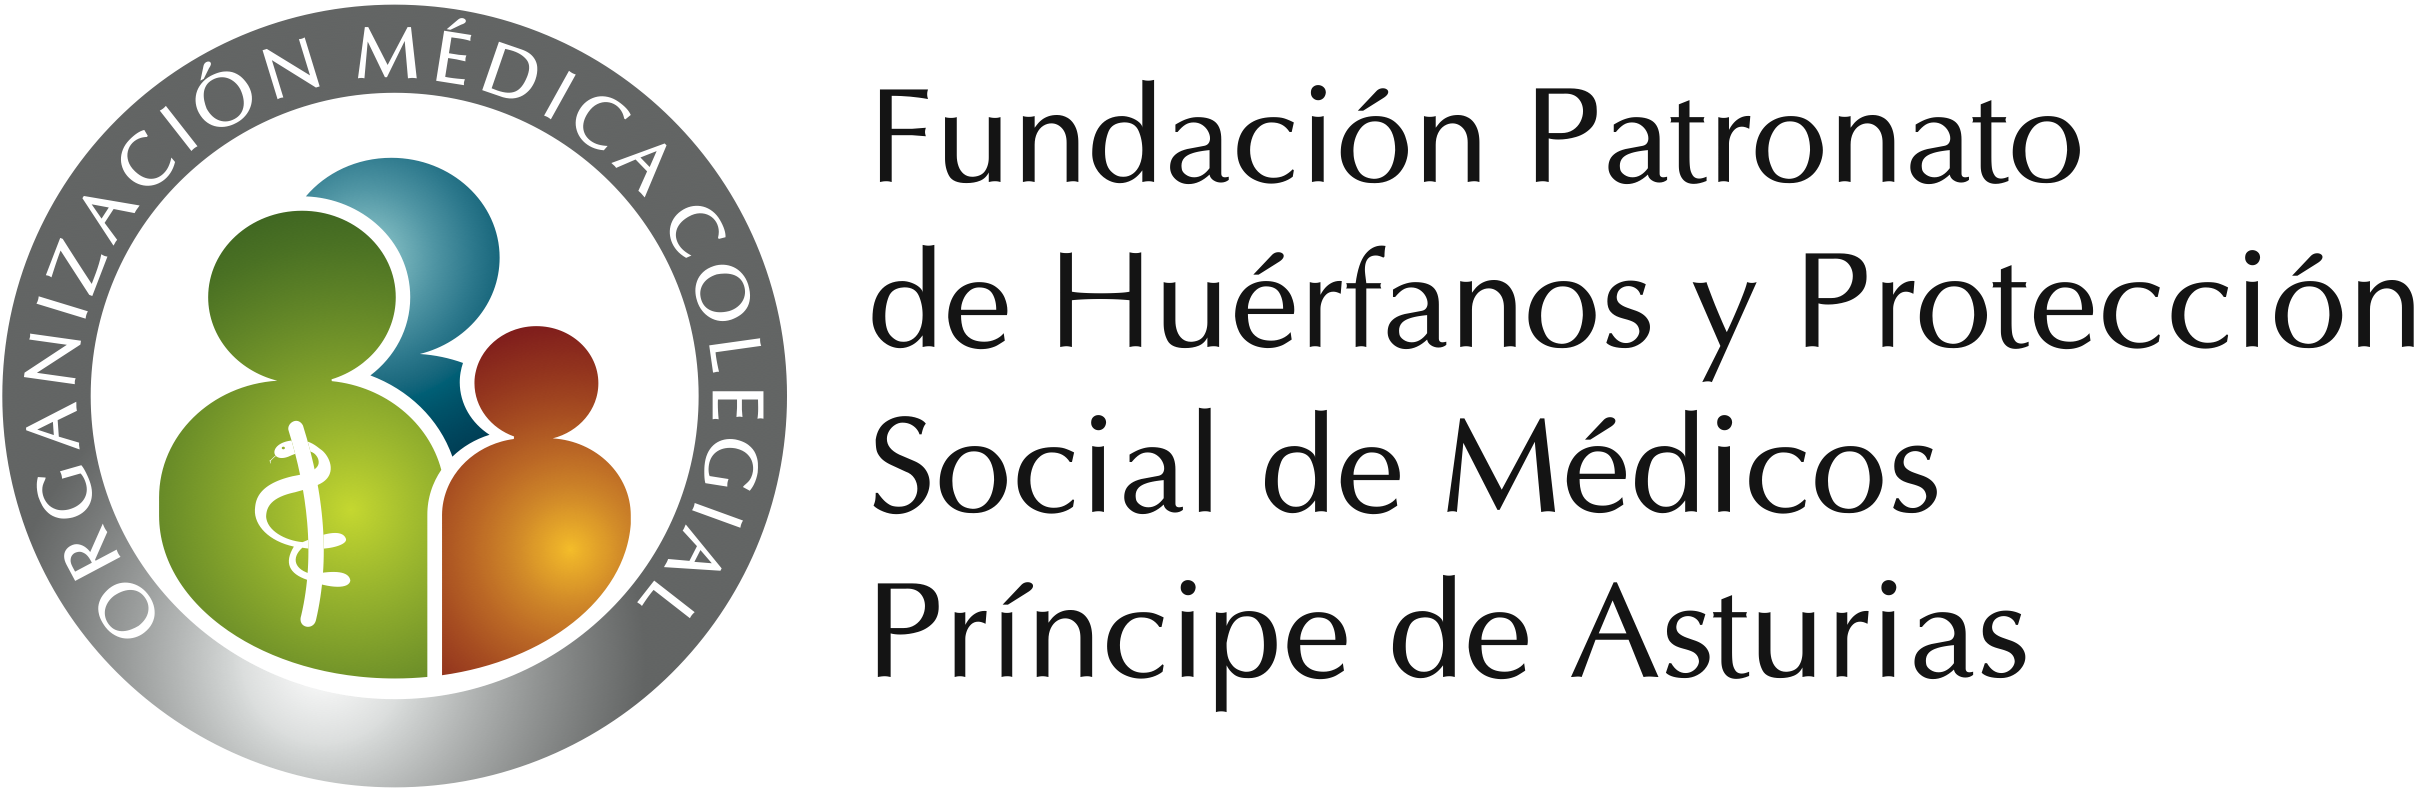 ORGANIZACIÓN MÉDICA COLEGIAL
Fundación Patronato
de Huérfanos y Protección
Social de Médicos
Príncipe de Asturias